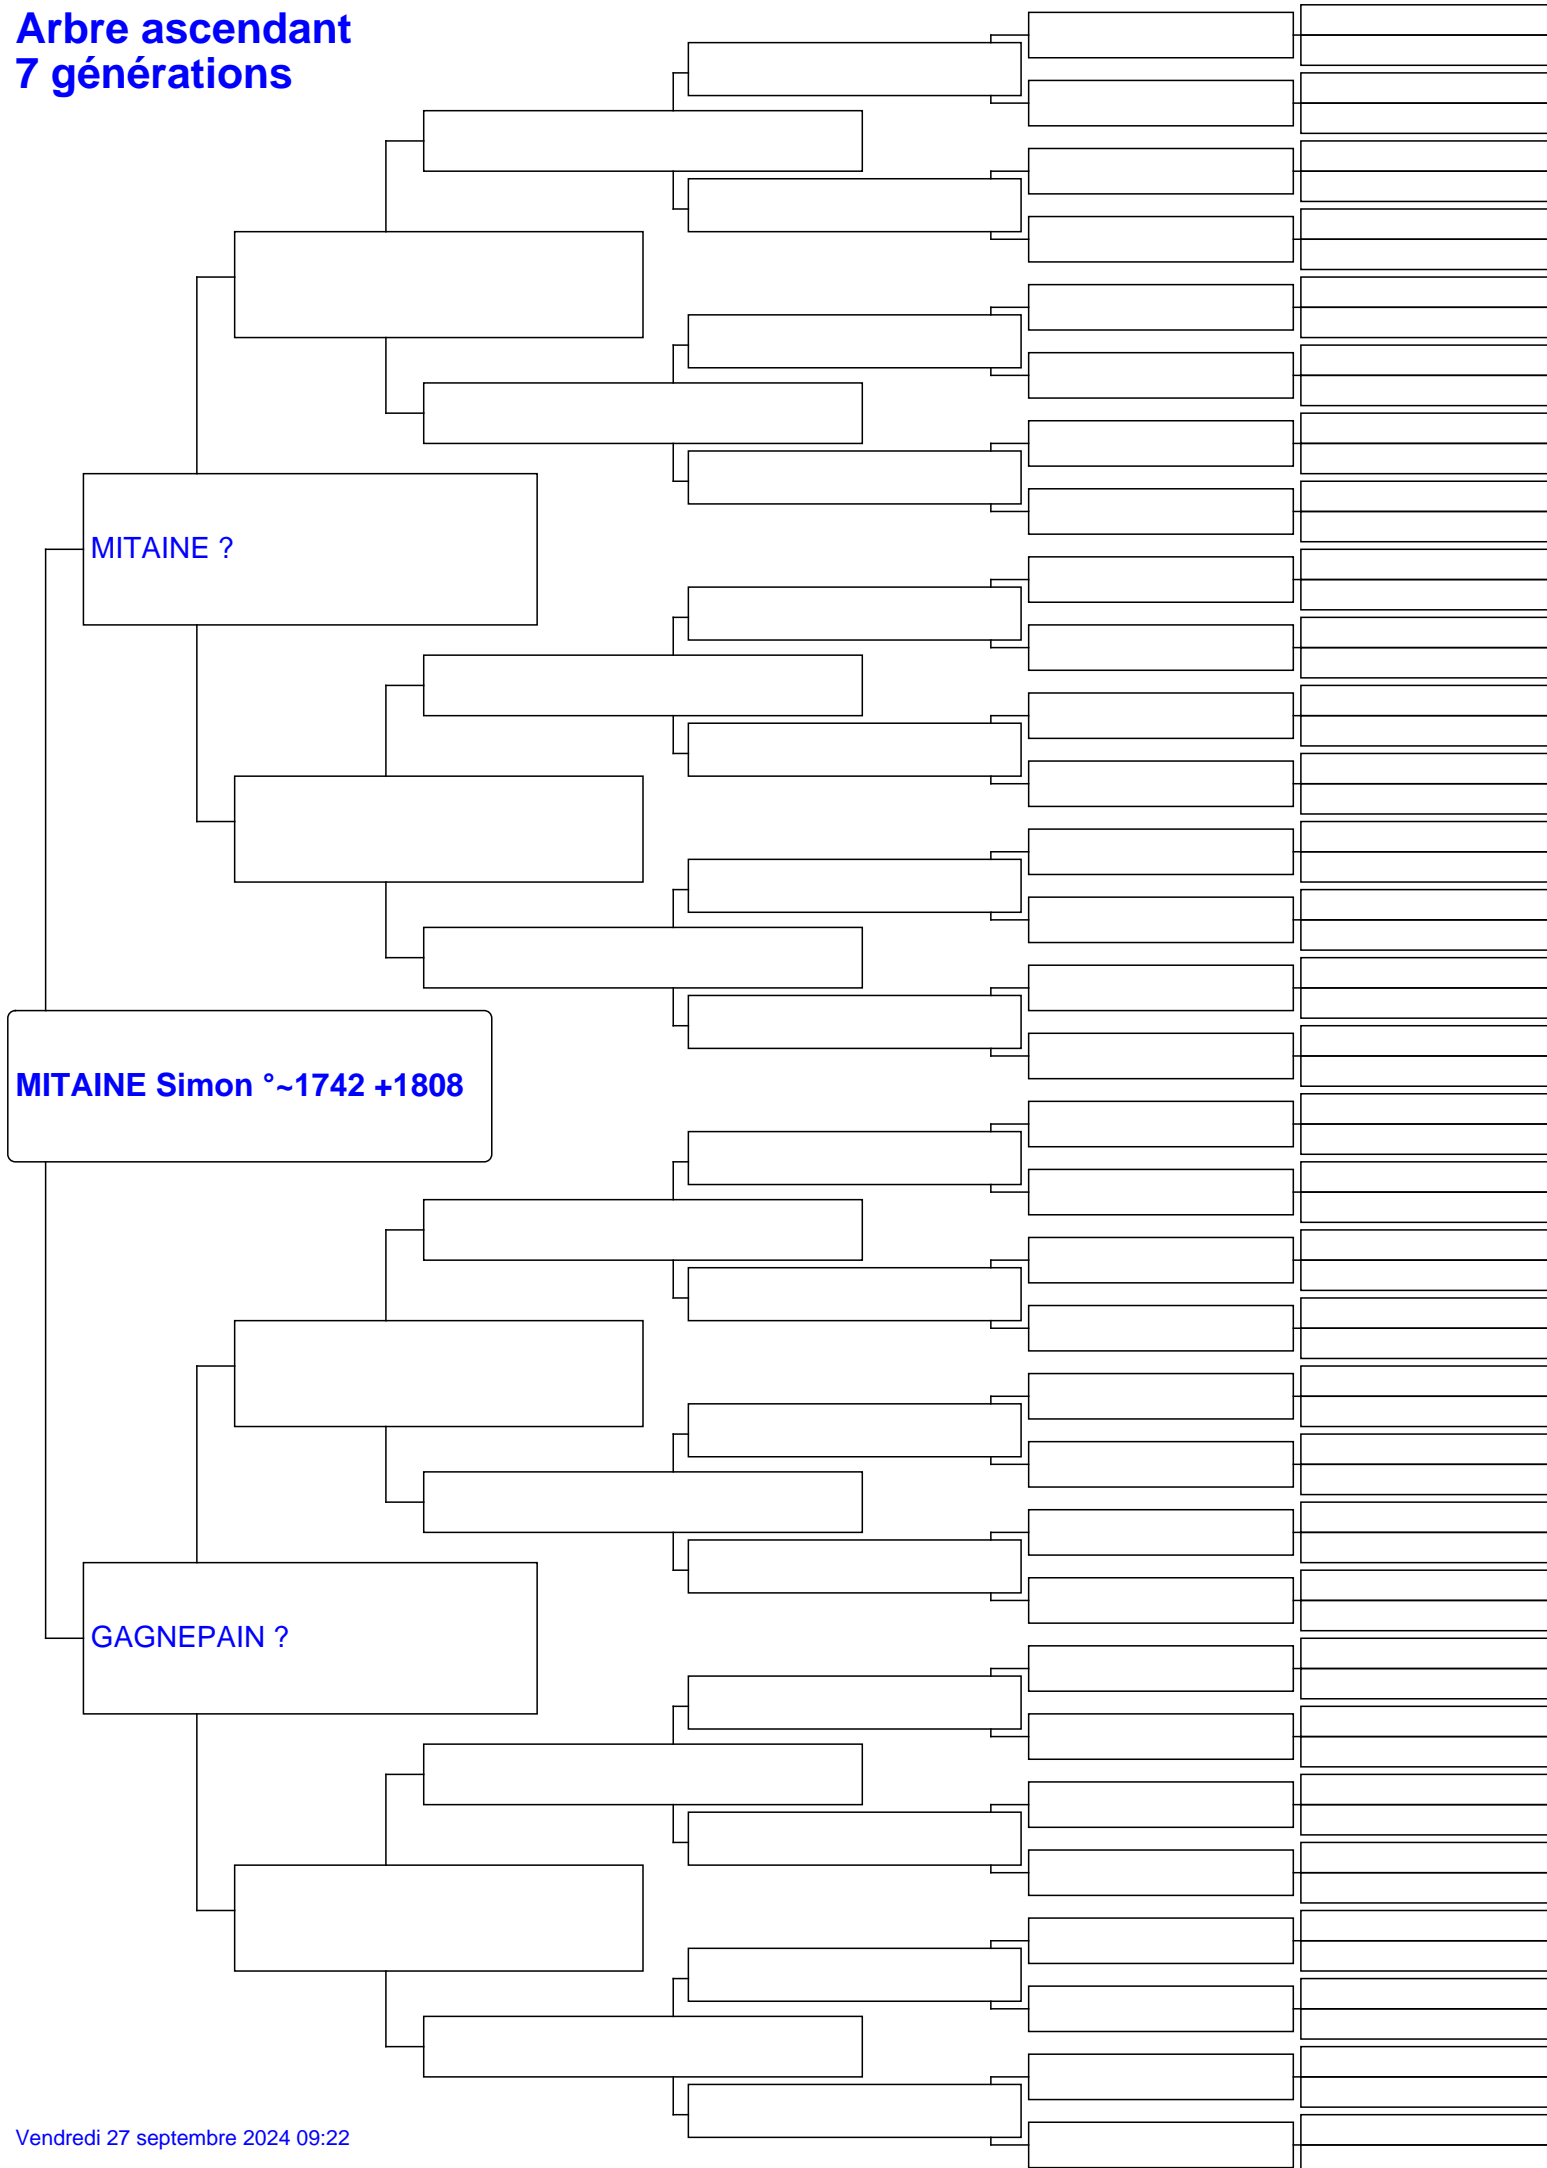 Arbre ascendant
7 générations
MITAINE ?
MITAINE Simon °~1742 +1808
GAGNEPAIN ?
Vendredi 27 septembre 2024 09:22